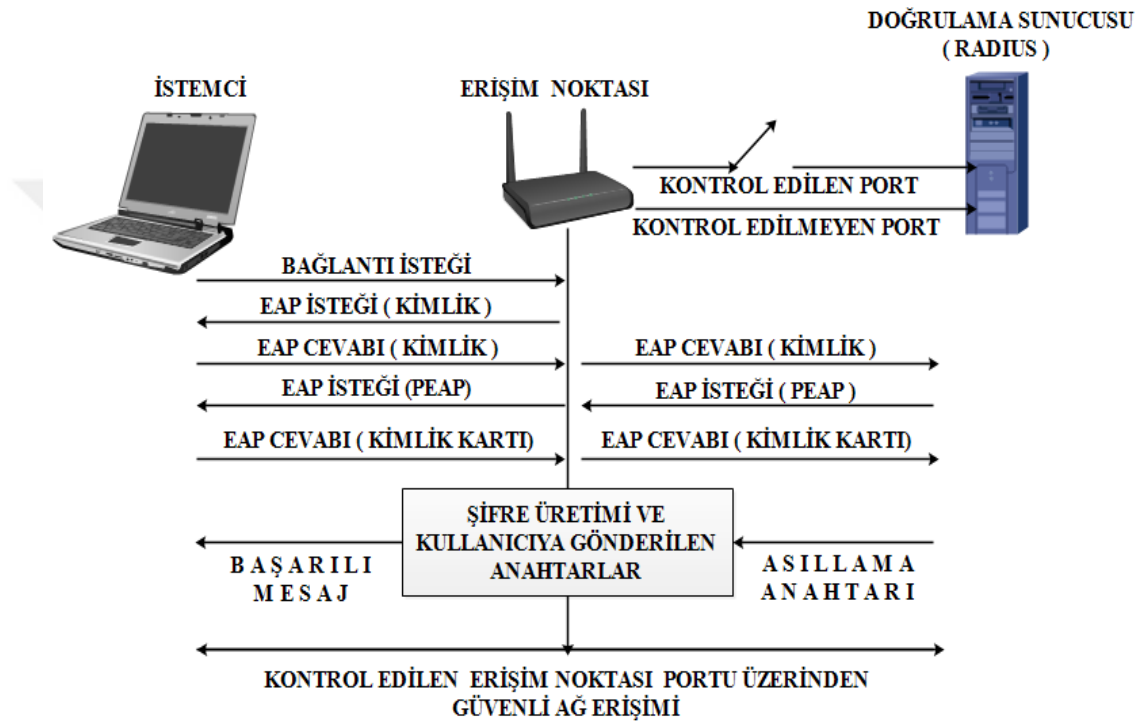 DOĞRULAMA SUNUCUSU
( RADIUS )
İSTEMCİ
ERİŞİM NOKTASI
KONTROL EDİLEN PORT
KONTROL EDİLMEYEN PORT
BAĞLANTI İSTEĞİ
EAP İSTEĞİ ( KİMLİK )
EAP CEVABI ( KİMLİK )
EAP CEVABI ( KİMLİK )
EAP İSTEĞİ (PEAP)
EAP İSTEĞİ ( PEAP )
EAP CEVABI ( KİMLİK KARTI)
EAP CEVABI ( KİMLİK KARTI)
ŞİFRE ÜRETİMİ VE
KULLANICIYA GÖNDERİLEN
ANAHTARLAR
B A Ş A R I L I
M E S A J
A S I L L A M A
A N A H T A R I
KONTROL EDİLEN ERİŞİM NOKTASI PORTU ÜZERİNDEN
GÜVENLİ AĞ ERİŞİMİ